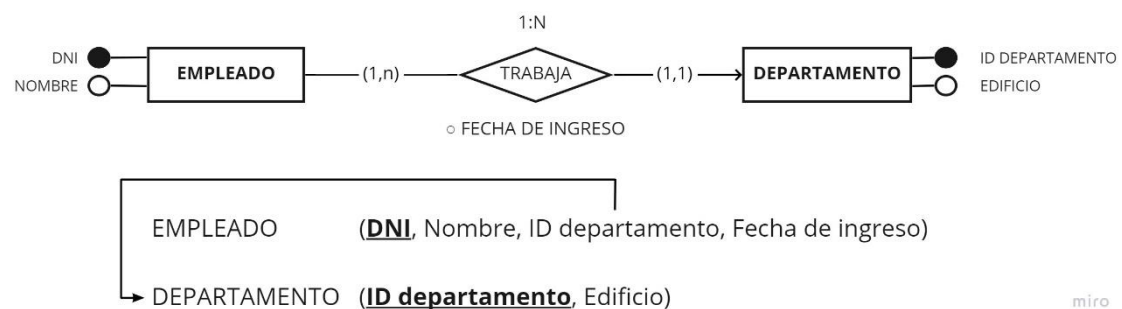 1:N
DNI
NOMBRE
EMPLEADO
(1,n)
TRABAJA
(1,1)
DEPARTAMENTO
ID DEPARTAMENTO
EDIFICIO
○ FECHA DE INGRESO
EMPLEADO (DNI, Nombre, ID departamento, Fecha de ingreso)
DEPARTAMENTO (ID departamento, Edificio)
miro